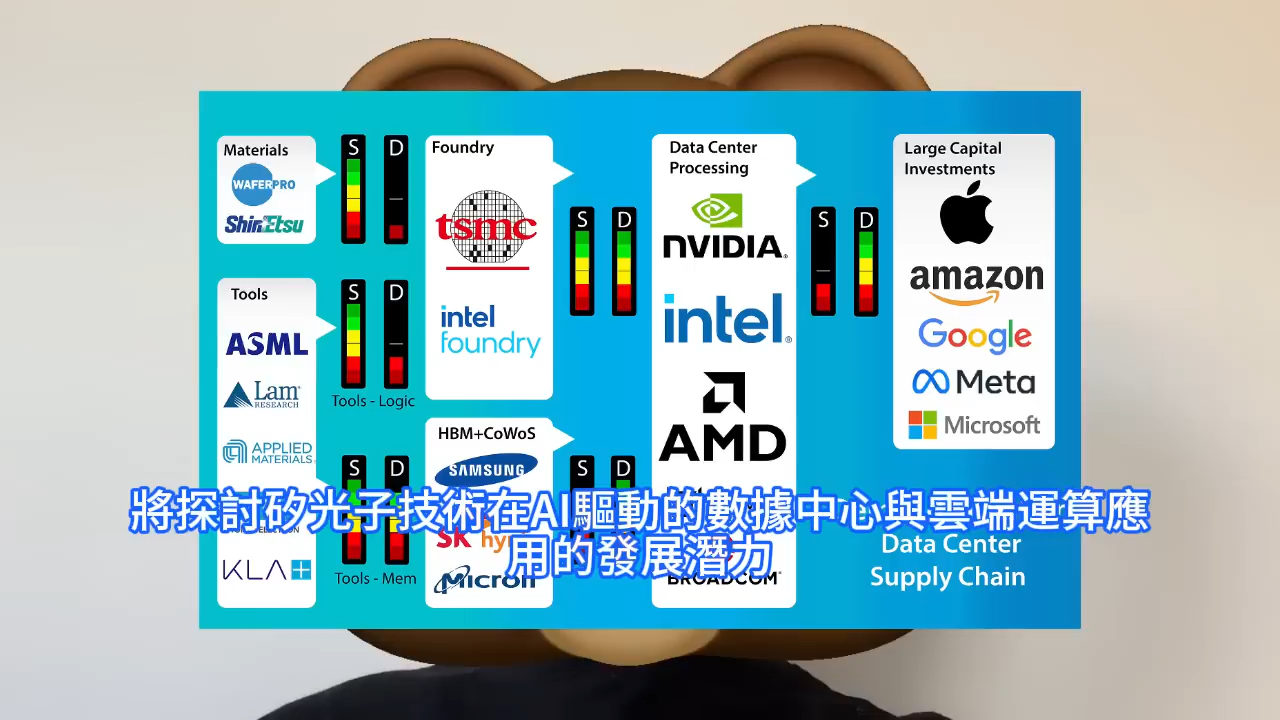 Materials
WAFERPRO
ShinEtsu
S
D
Tools
ASML
Lam
RESEARCH
APPLIED
MATERIALS
KLA
S
D
Tools - Logic
S
D
Tools - Mem
Foundry
tsmc
intel
foundry
HBM+CoWoS
SAMSUNG
SK
Micron
S
D
S
D
Data Center
Processing
NVIDIA
intel
AMD
BROADCOM
S
D
Large Capital
Investments
Apple
amazon
Google
Meta
Microsoft
Data Center
Supply Chain
將探討矽光子技術在AI驅動的數據中心與雲端運算應
用的發展潛力